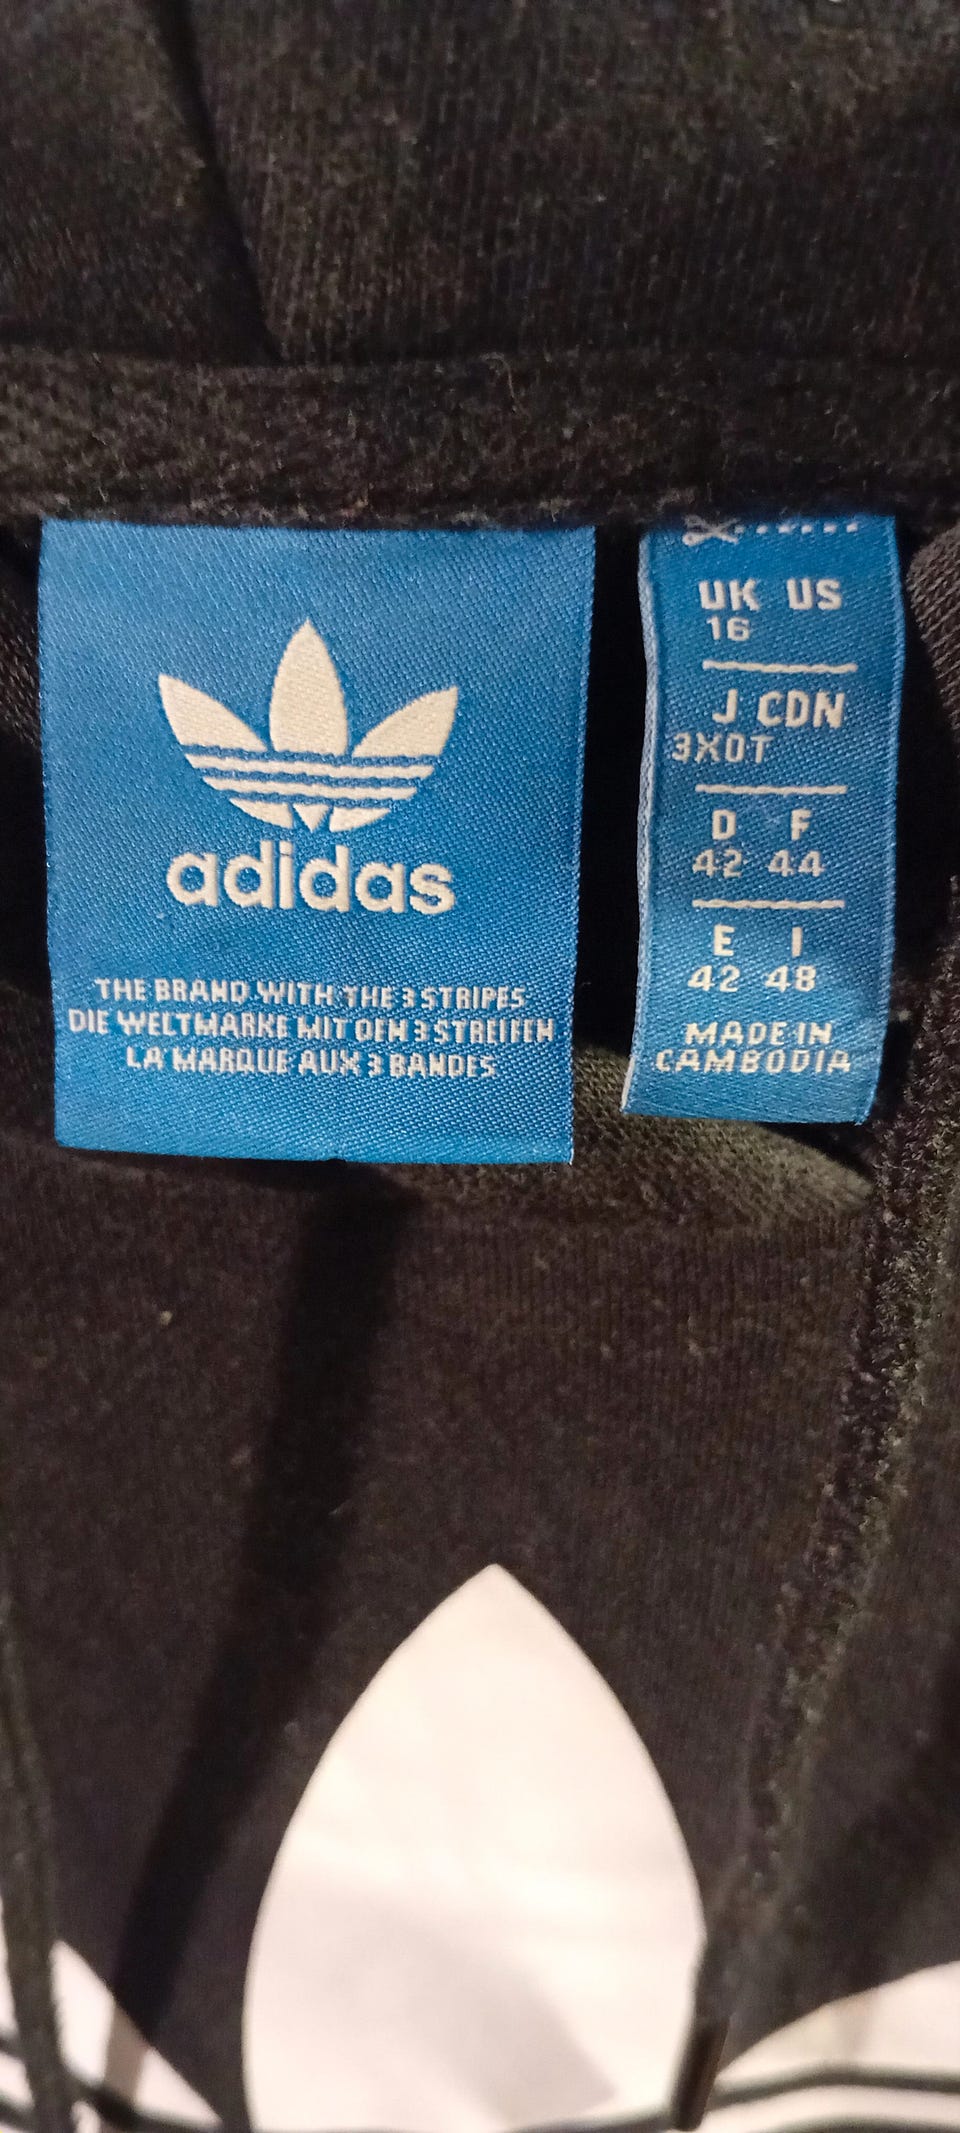 adidas
THE BRAND WITH THE 3 STRIPES
DIE WELTMARKE MIT DEN 3 STREIFEN
LA MARQUE AUX 3 BANDES
UK US
16
J CDN
3XOT
D F
42 44
E I
42 48
MADE IN
CAMBODIA